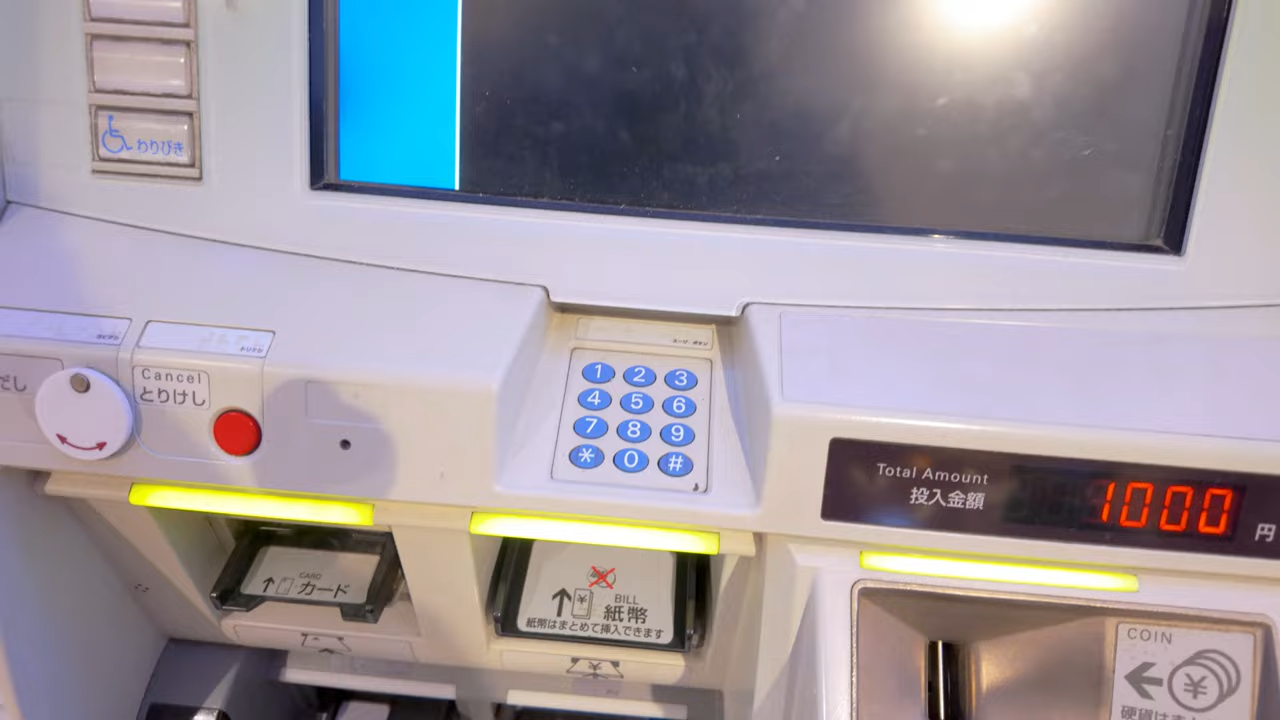 わりびき
だし
Cancel
とりけし
1 2 3
4 5 6
7 8 9
* 0 #
Total Amount
投入金額
1000
円
CARD
カード
BILL
紙幣
紙幣はまとめて挿入できます
COIN
硬貨は